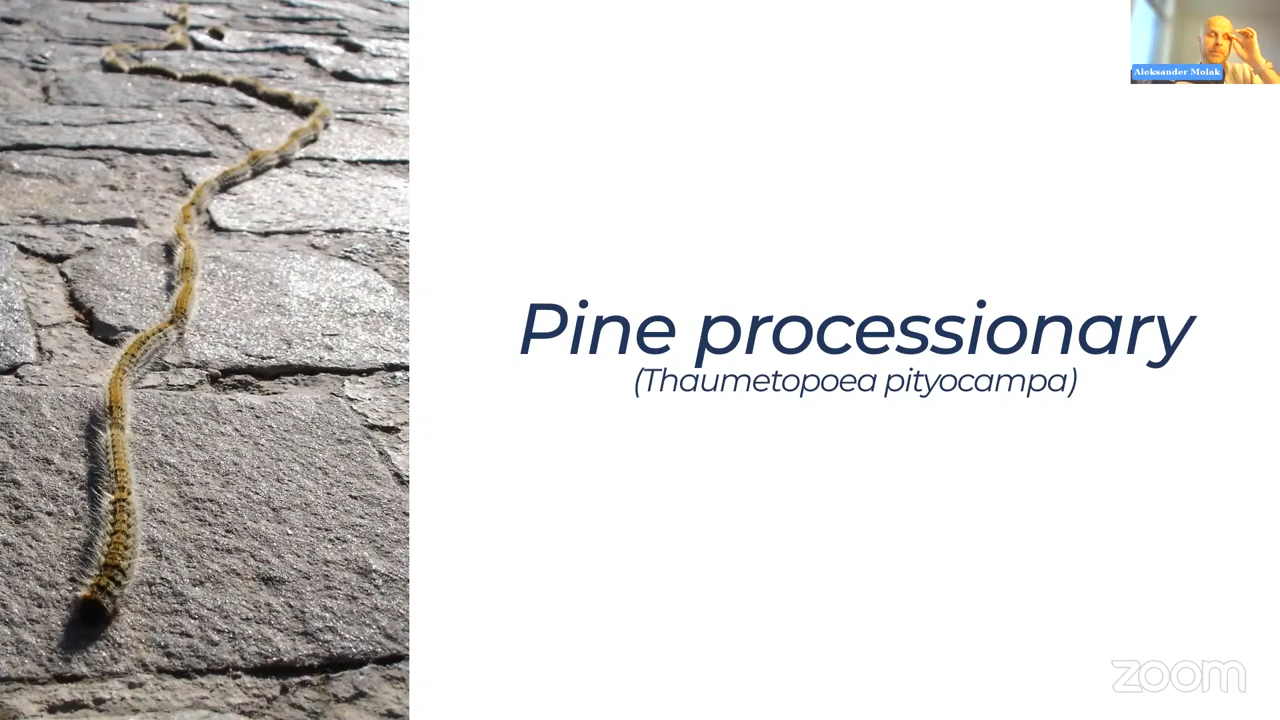 Aleksander Molak
Pine processionary
(Thaumetopoea pityocampa)
zoom